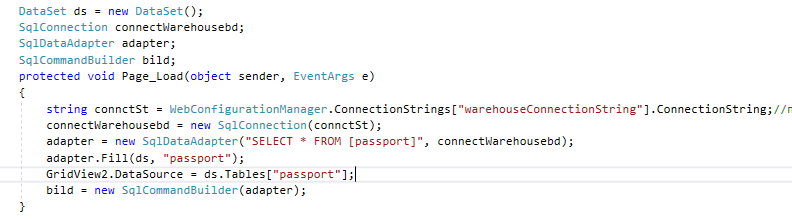 DataSet ds = new DataSet();
SqlConnection connectWarehousebd;
SqlDataAdapter adapter;
SqlCommandBuilder bild;
protected void Page_Load(object sender, EventArgs e)
{
string connctSt = WebConfigurationManager.ConnectionStrings["warehouseConnectionString"].ConnectionString;//
connectWarehousebd = new SqlConnection(connctSt);
adapter = new SqlDataAdapter("SELECT * FROM [passport]", connectWarehousebd);
adapter.Fill(ds, "passport");
GridView2.DataSource = ds.Tables["passport"];
bild = new SqlCommandBuilder(adapter);
}